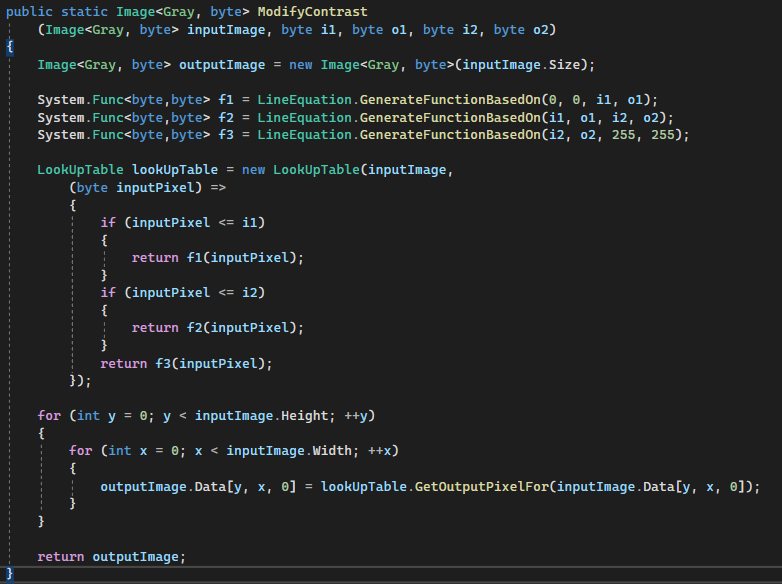 public static Image<Gray, byte> ModifyContrast
    (Image<Gray, byte> inputImage, byte i1, byte o1, byte i2, byte o2)
{
    Image<Gray, byte> outputImage = new Image<Gray, byte>(inputImage.Size);

    System.Func<byte,byte> f1 = LineEquation.GenerateFunctionBasedOn(0, 0, i1, o1);
    System.Func<byte,byte> f2 = LineEquation.GenerateFunctionBasedOn(i1, o1, i2, o2);
    System.Func<byte,byte> f3 = LineEquation.GenerateFunctionBasedOn(i2, o2, 255, 255);

    LookUpTable lookUpTable = new LookUpTable(inputImage,
        (byte inputPixel) =>
        {
            if (inputPixel <= i1)
            {
                return f1(inputPixel);
            }
            if (inputPixel <= i2)
            {
                return f2(inputPixel);
            }
            return f3(inputPixel);
        });

    for (int y = 0; y < inputImage.Height; ++y)
    {
        for (int x = 0; x < inputImage.Width; ++x)
        {
            outputImage.Data[y, x, 0] = lookUpTable.GetOutputPixelFor(inputImage.Data[y, x, 0]);
        }
    }

    return outputImage;
}